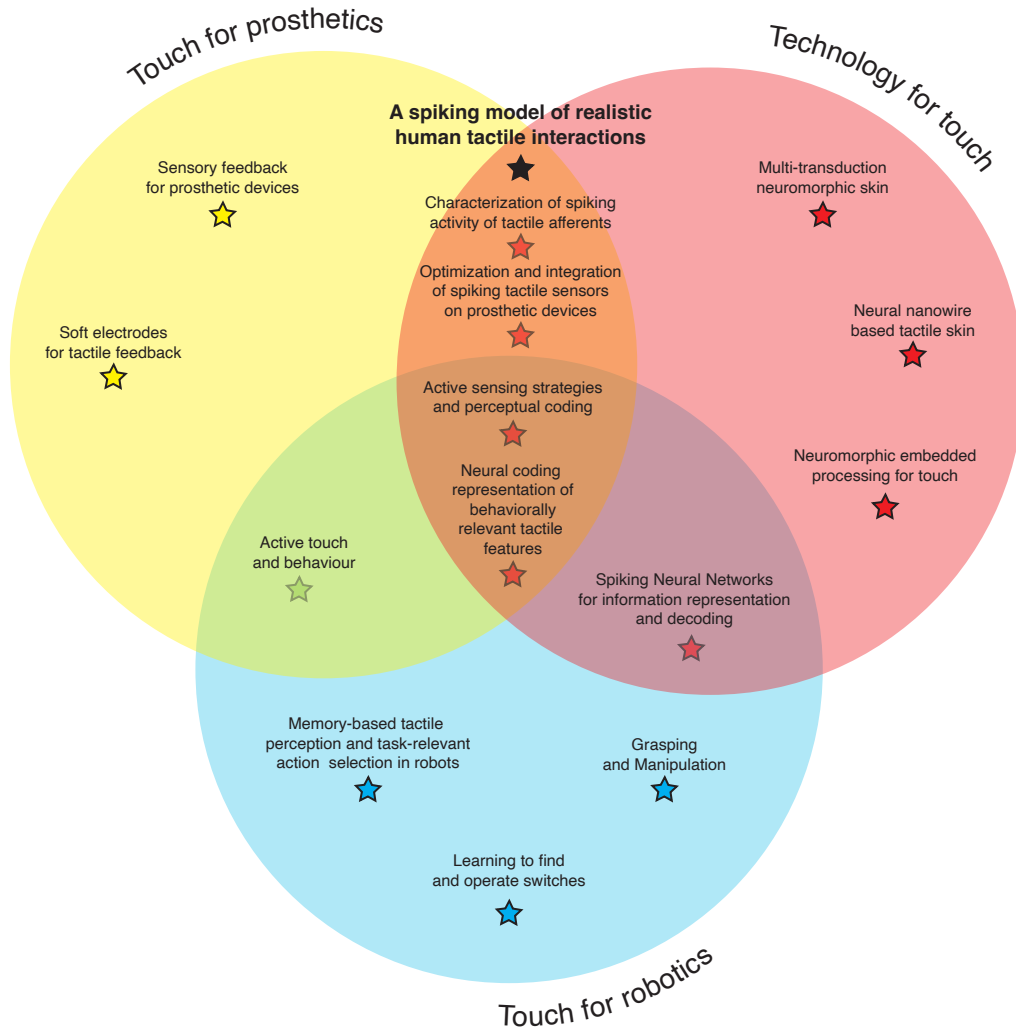 Touch for prosthetics
Technology for touch
A spiking model of realistic
human tactile interactions
Sensory feedback
for prosthetic devices
Multi-transduction
neuromorphic skin
Characterization of spiking
activity of tactile afferents
Optimization and integration
of spiking tactile sensors
on prosthetic devices
Soft electrodes
for tactile feedback
Neural nanowire
based tactile skin
Active sensing strategies
and perceptual coding
Neuromorphic embedded
processing for touch
Neural coding
representation of
behaviorally
relevant tactile
features
Active touch
and behaviour
Spiking Neural Networks
for information representation
and decoding
Memory-based tactile
perception and task-relevant
action selection in robots
Grasping
and Manipulation
Learning to find
and operate switches
Touch for robotics